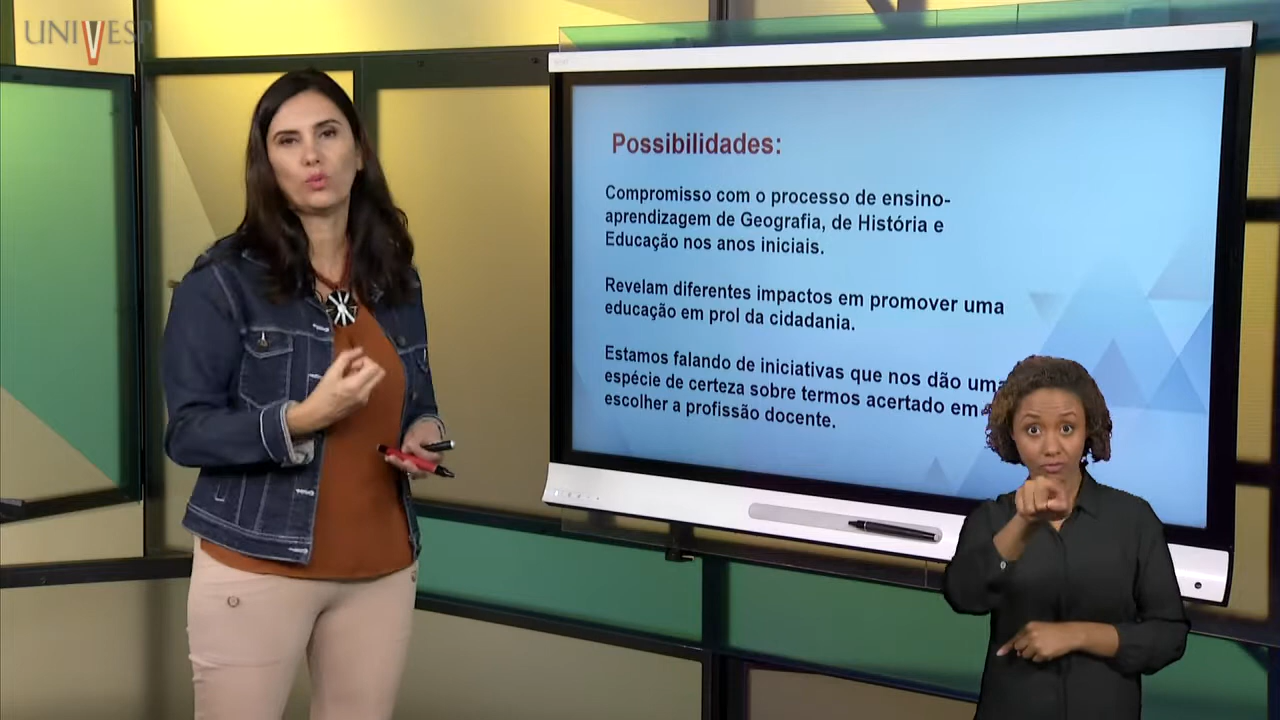 UNIVESP
Possibilidades:
Compromisso com o processo de ensino-
aprendizagem de Geografia, de História e
Educação nos anos iniciais.
Revelam diferentes impactos em promover uma
educação em prol da cidadania.
Estamos falando de iniciativas que nos dão uma
espécie de certeza sobre termos acertado em
escolher a profissão docente.